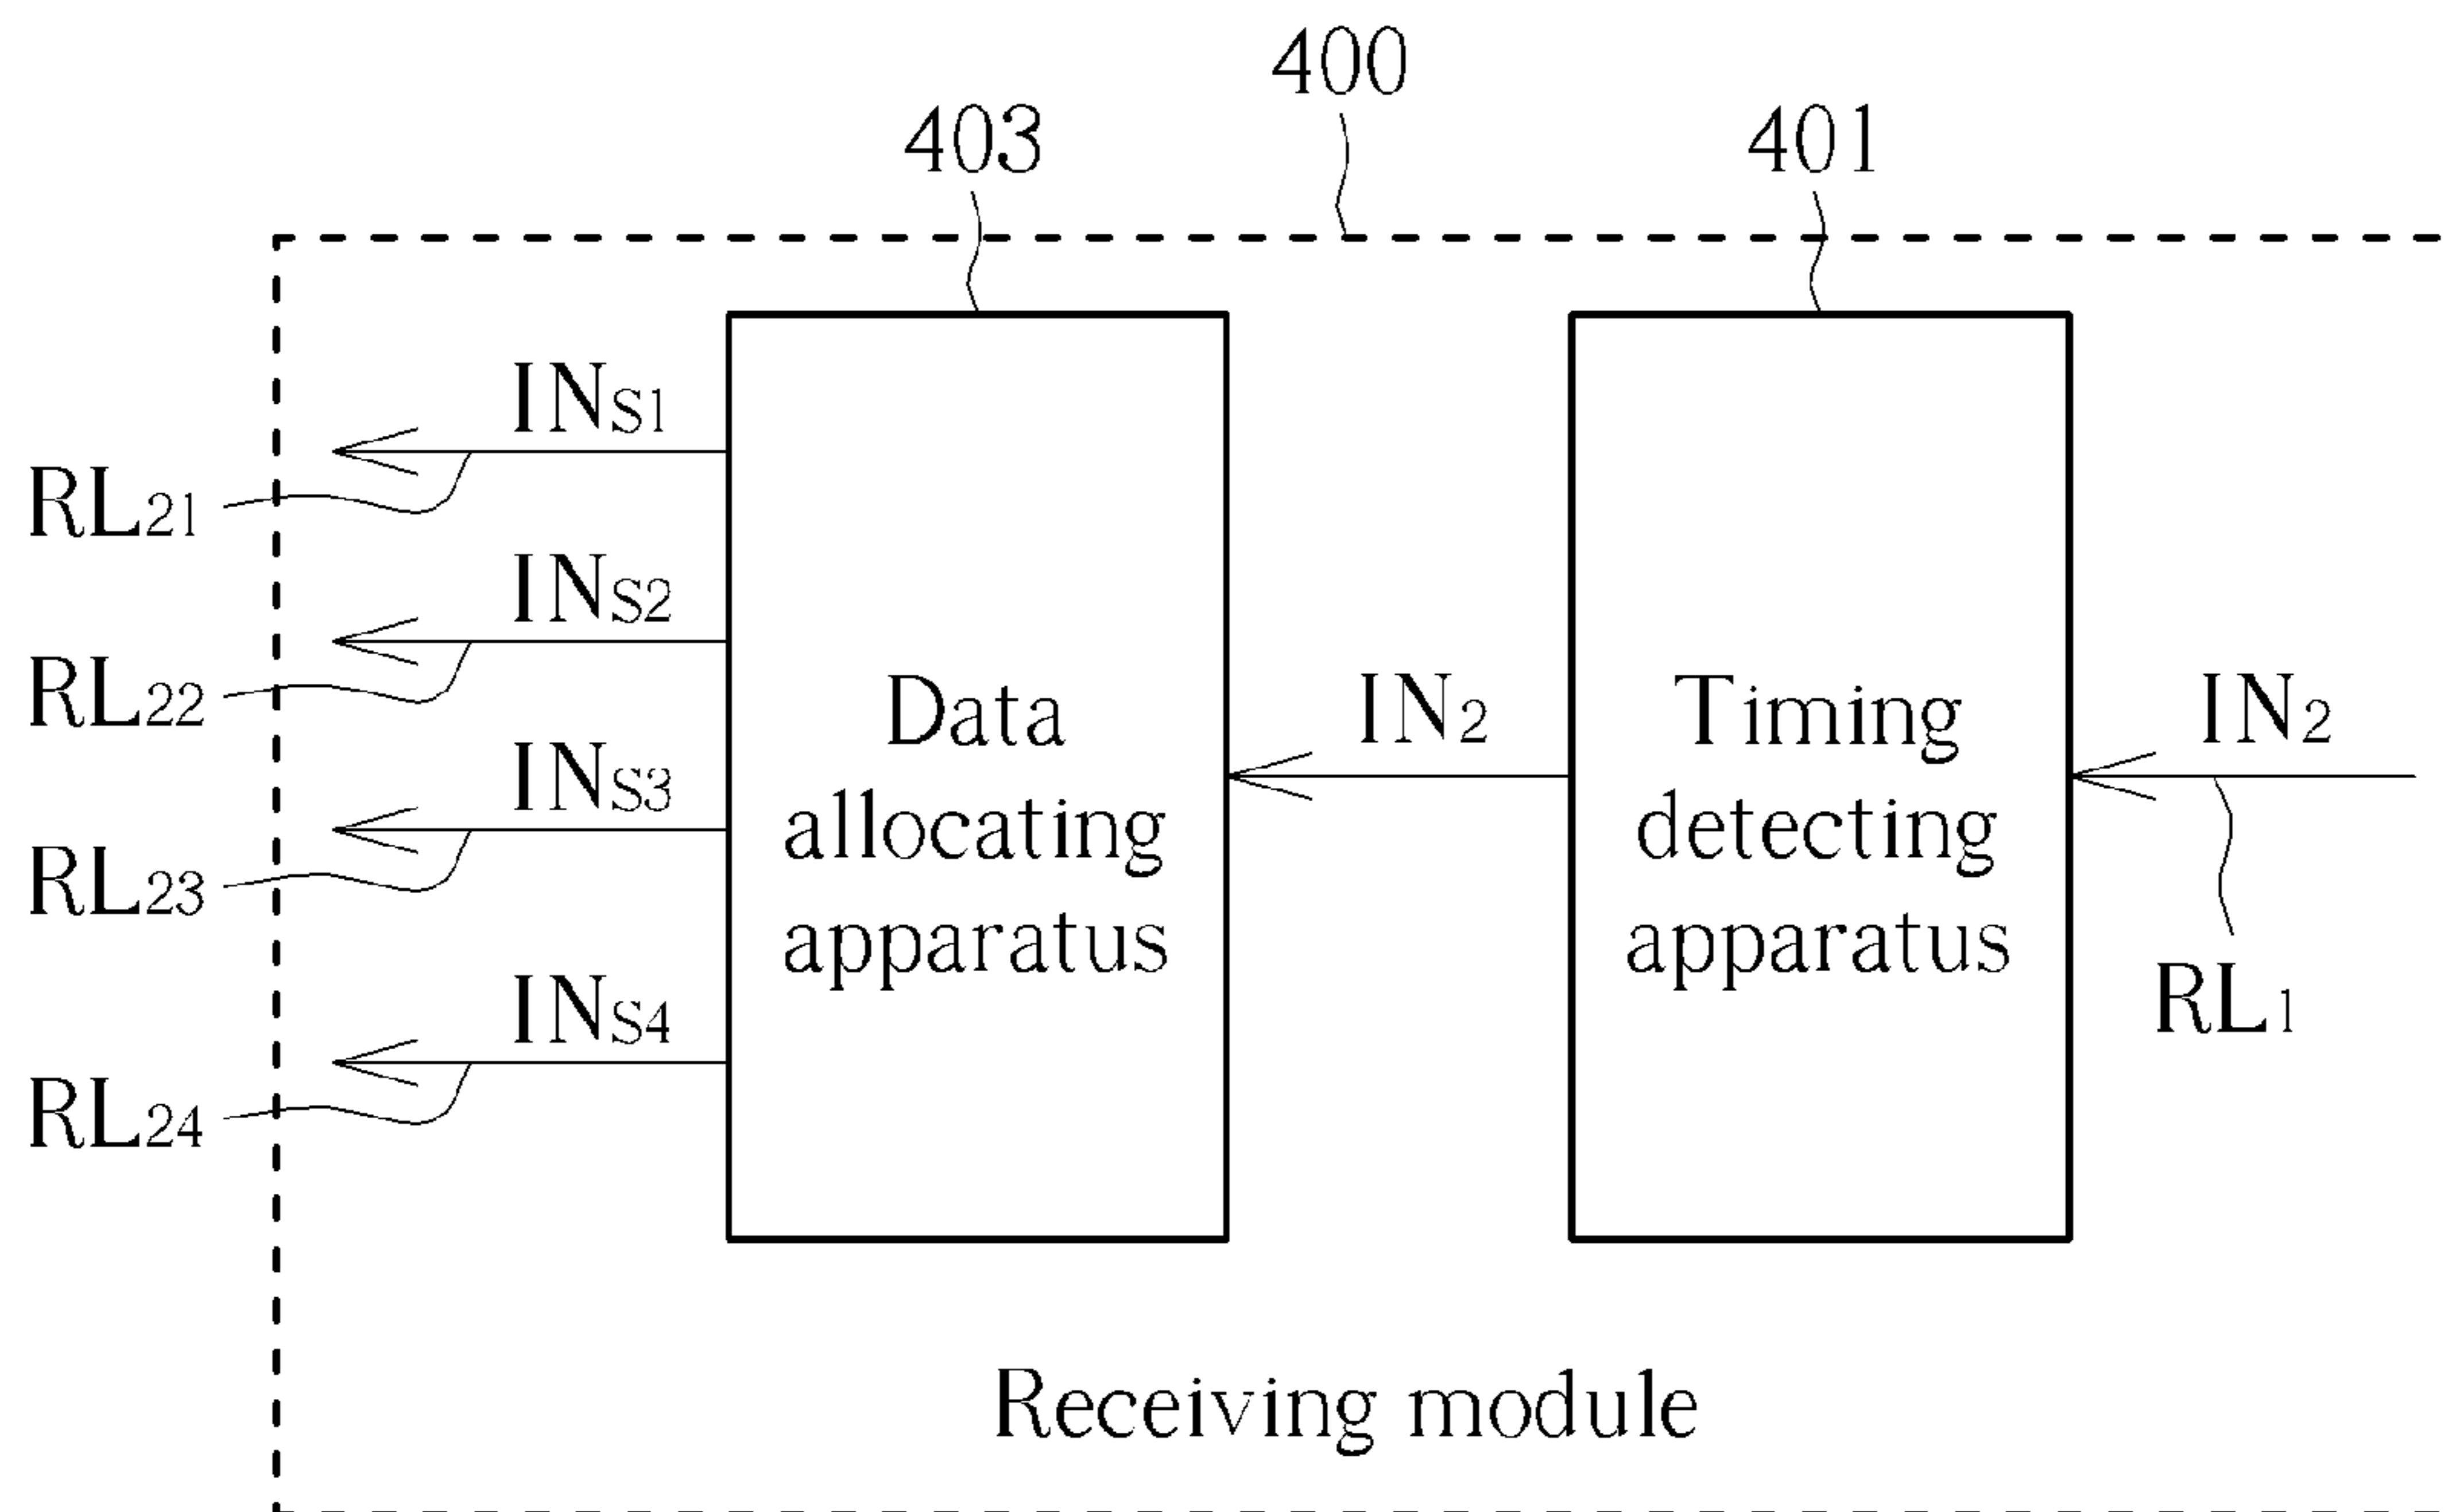 400
403
401
INS1
RL21
INS2
RL22
INS3
RL23
INS4
RL24
Data
allocating
apparatus
IN2
Timing
detecting
apparatus
IN2
RL1
Receiving module